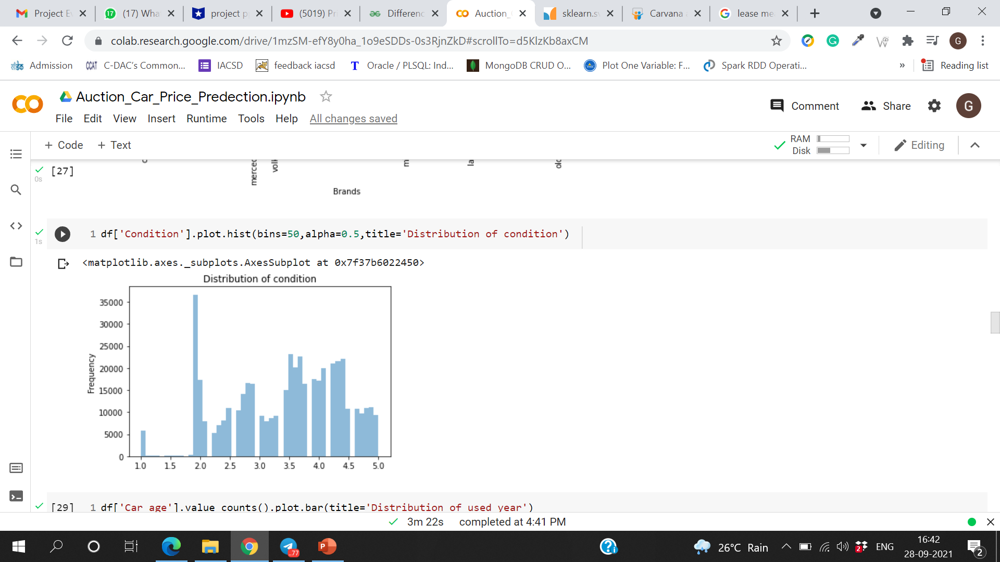 Project Ev
(17) Wha
project p
(5019) Pr
Differenc
Auction_
sklearn.s
Carvana
lease me
colab.research.google.com/drive/1mzSM-efY8y0ha_1o9eSDDs-0s3RjnZkD#scrollTo=d5KlzKb8axCM
G
Admission
CCAT C-DAC's Common...
IACSD
feedback iacsd
T Oracle / PLSQL: Ind...
MongoDB CRUD O...
Plot One Variable: F...
Spark RDD Operati...
»
Reading list
Auction_Car_Price_Predection.ipynb
File Edit View Insert Runtime Tools Help All changes saved
Comment
Share
G
+ Code + Text
RAM
Disk
Editing
[27]
0s
merced
Brands
1s
1 df['Condition'].plot.hist(bins=50,alpha=0.5,title='Distribution of condition')
<matplotlib.axes._subplots.AxesSubplot at 0x7f37b6022450>
Distribution of condition
Frequency
35000
30000
25000
20000
15000
10000
5000
0
1.0 1.5 2.0 2.5 3.0 3.5 4.0 4.5 5.0
[29] 1 df['Car age'].value_counts().plot.bar(title='Distribution of used year')
3m 22s completed at 4:41 PM
..77
P
26°C Rain
2
ENG
16:42
28-09-2021
2